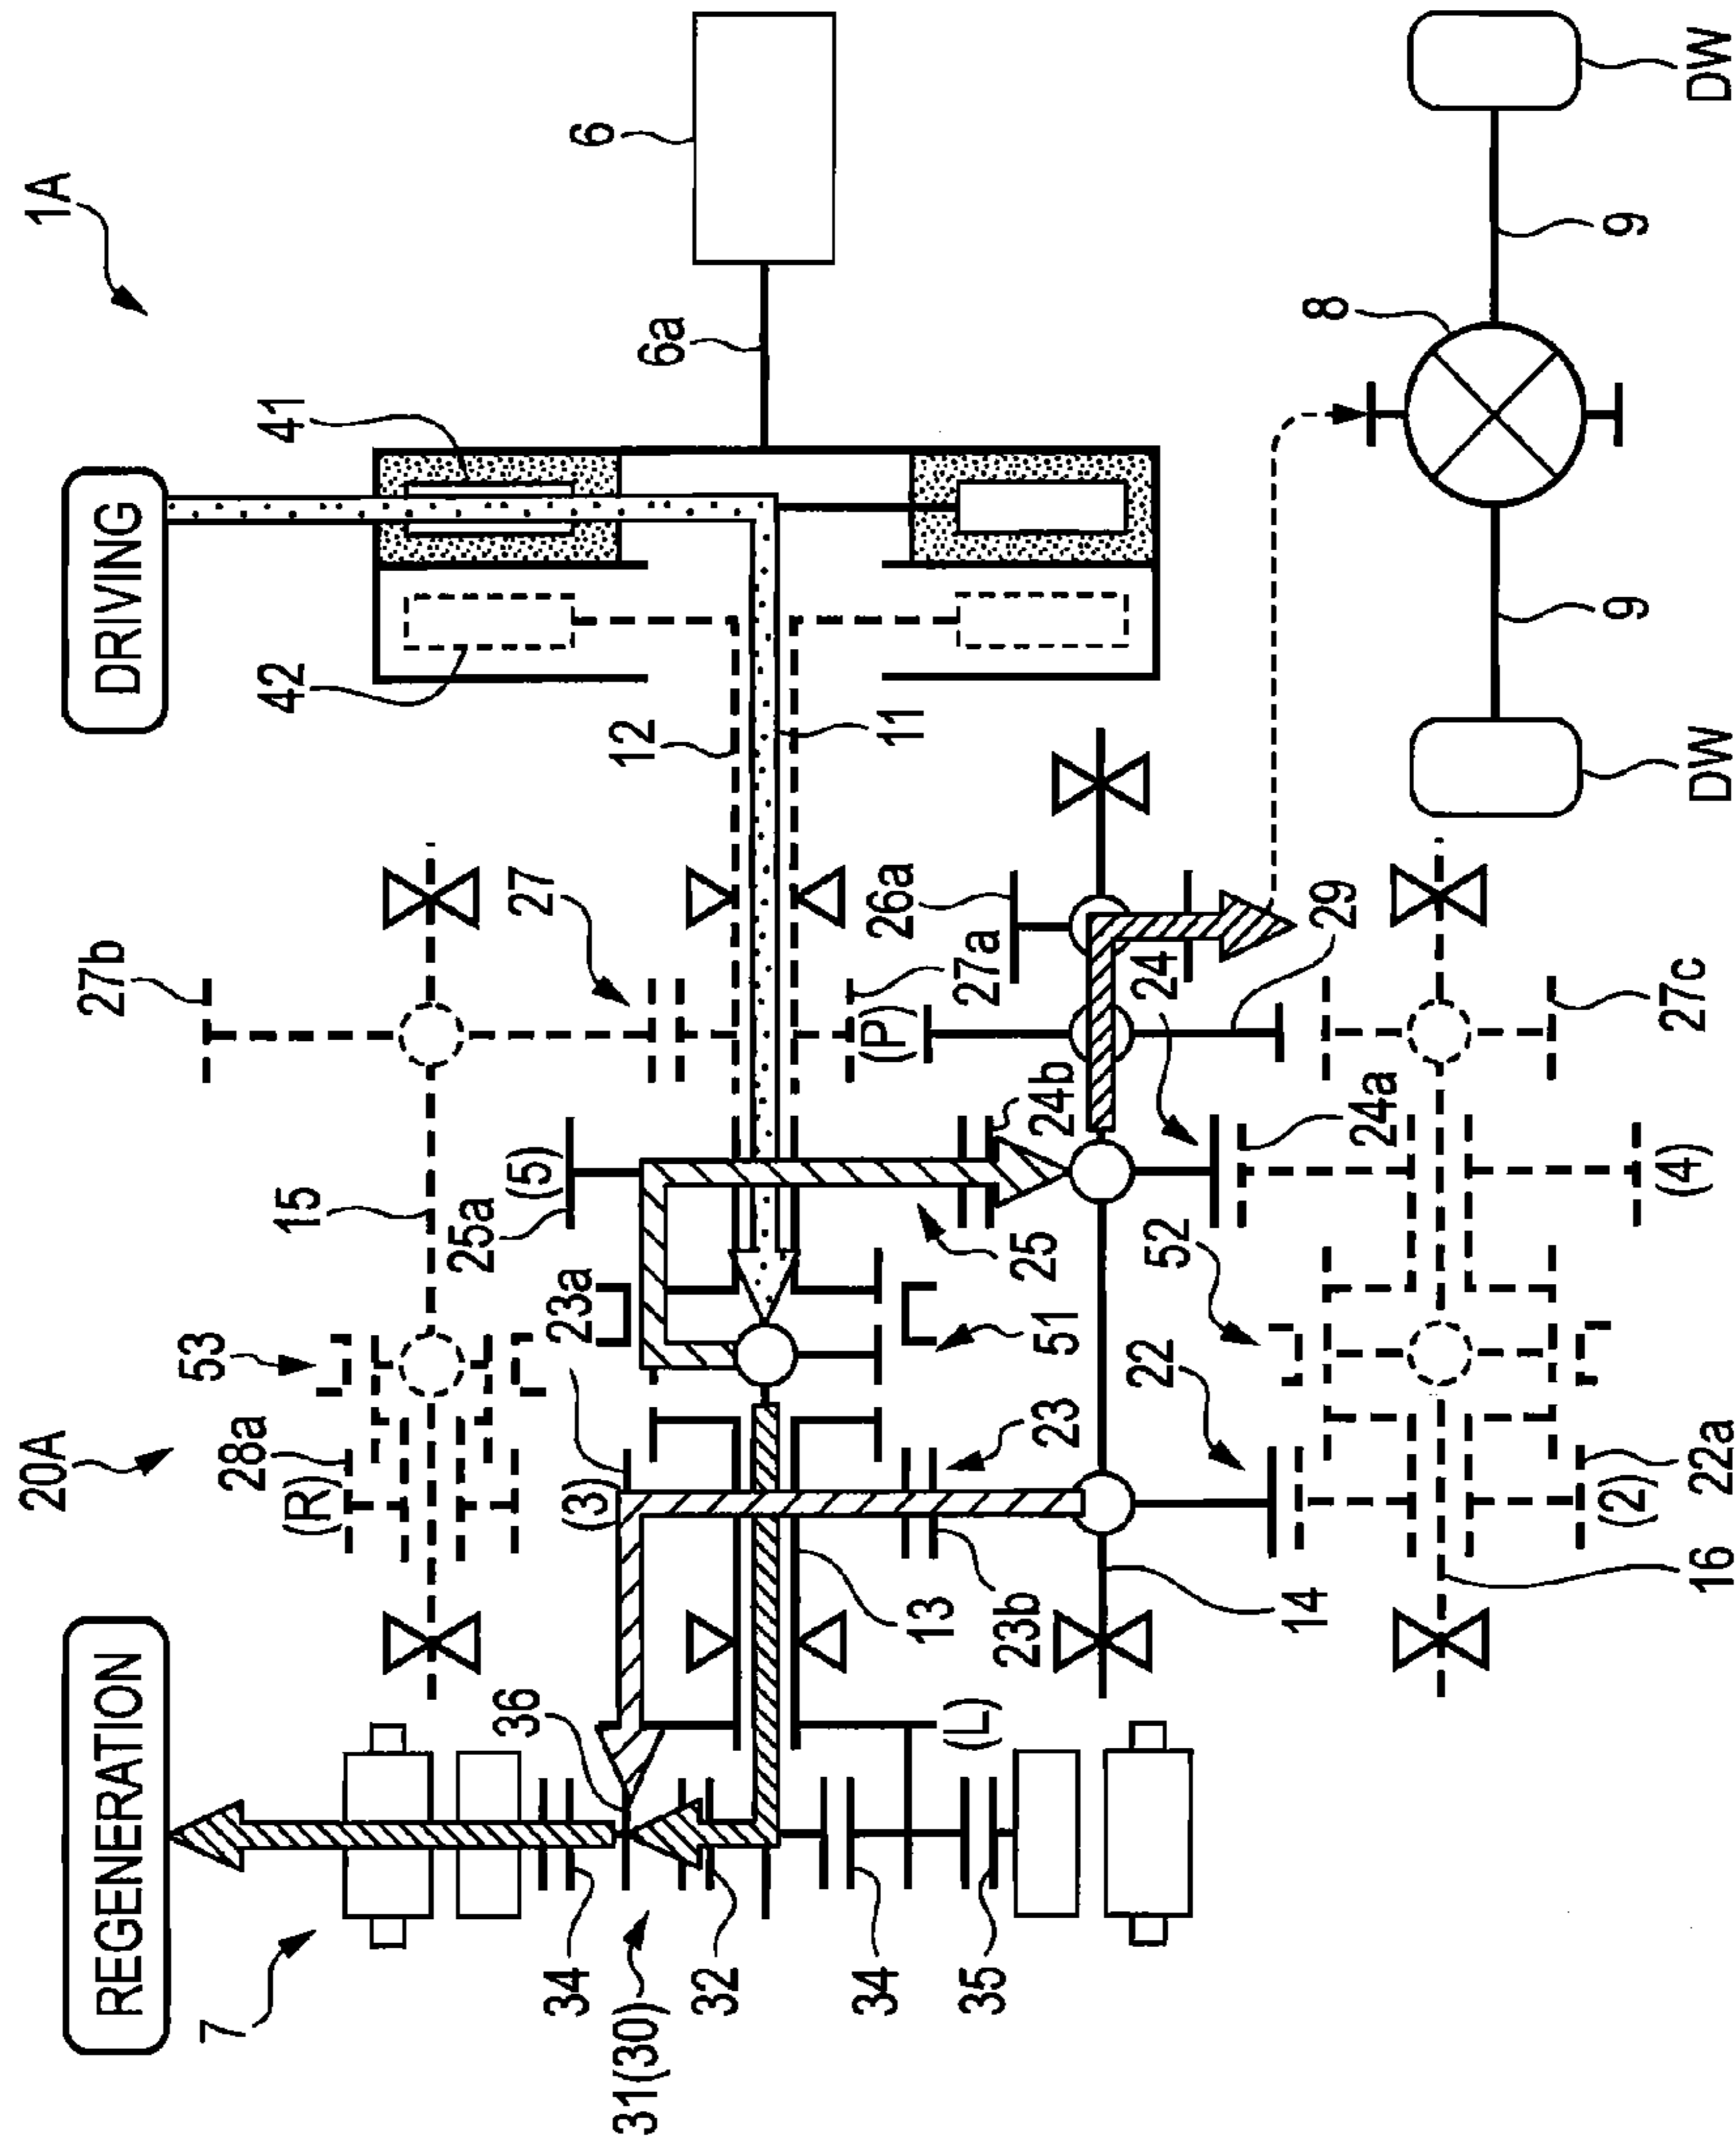 1A
20A
DRIVING
REGENERATION
6
6a
41
42
12
11
27b
27
27a
(P)
26a
24
29
8
9
9
DW
DW
15
(5)
25a
24b
25
24a
(4)
27c
53
28a
(R)
23a
(3)
51
23
52
22
22a
(2)
16
14
23b
13
36
(L)
7
34
31(30)
32
34
35